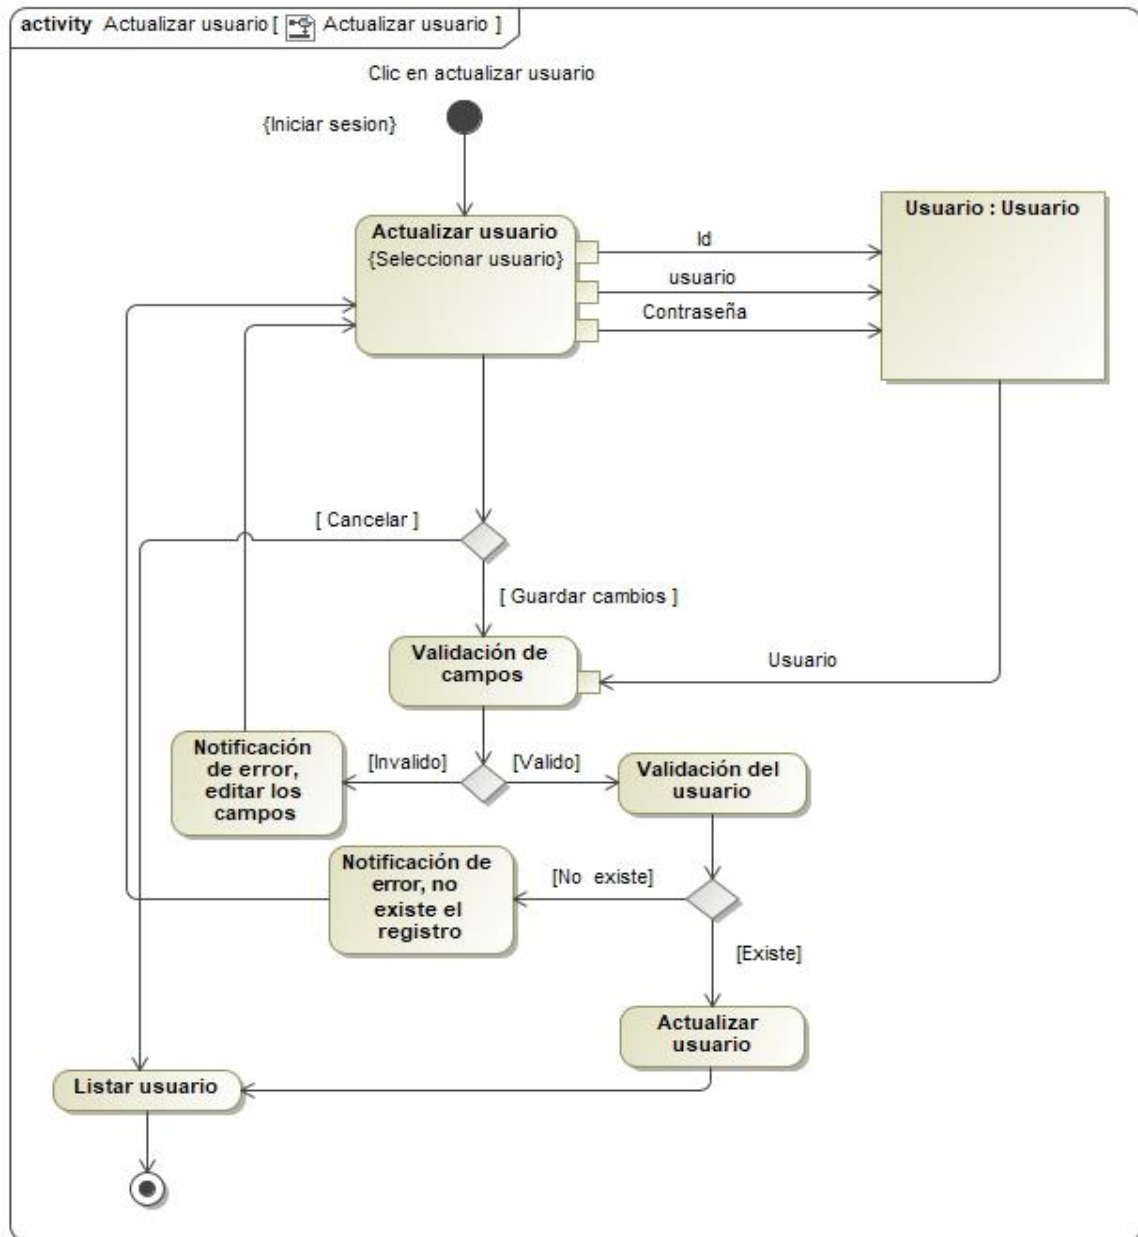 activity Actualizar usuario [ Actualizar usuario ]
Clic en actualizar usuario
{Iniciar sesion}
Actualizar usuario
{Seleccionar usuario}
Id
usuario
Contraseña
Usuario : Usuario
[ Cancelar ]
[ Guardar cambios ]
Validación de
campos
Usuario
Notificación
de error,
editar los
campos
[Invalido]
[Valido]
Validación del
usuario
Notificación de
error, no
existe el
registro
[No existe]
[Existe]
Actualizar
usuario
Listar usuario